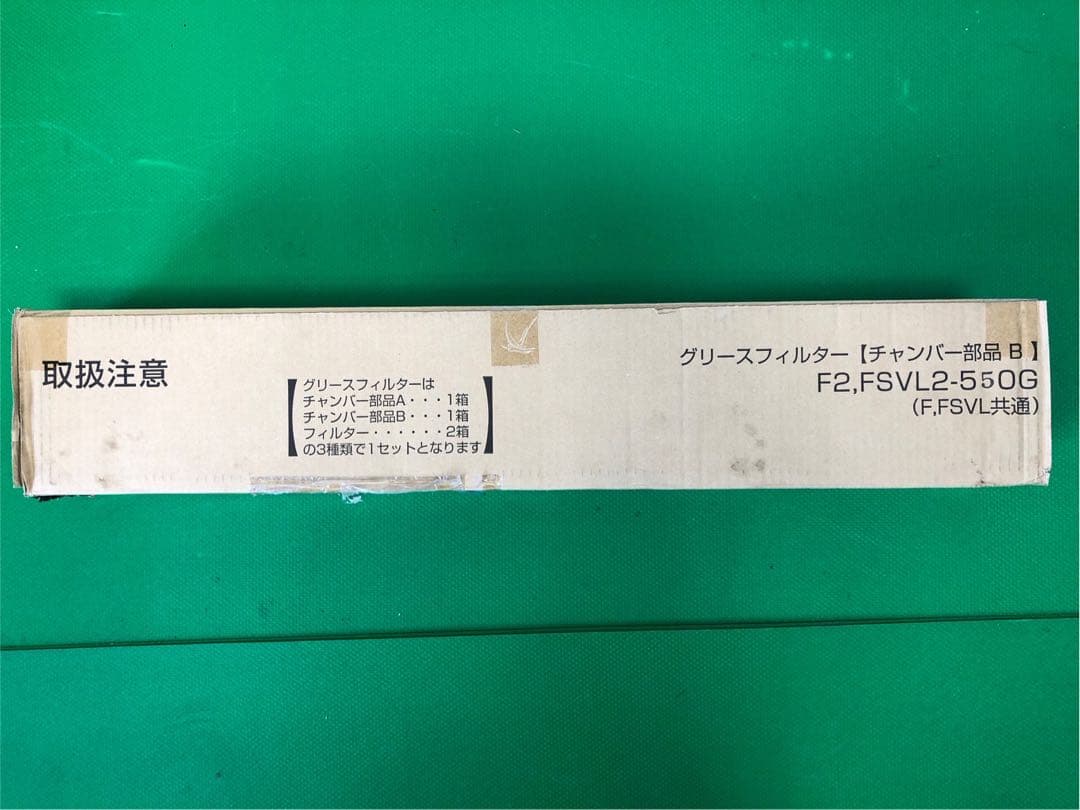 取扱注意
グリースフィルターは
チャンバー部品A・・・1箱
チャンバー部品B・・・1箱
フィルター・・・・・・2箱
の3種類で1セットとなります
グリースフィルター【チャンバー部品 B 】
F2,FSVL2-550G
(F,FSVL共通)